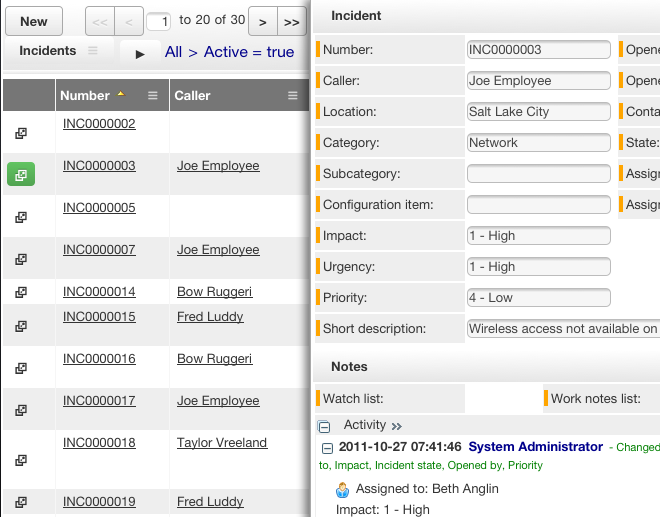 New
<<
<
1
to 20 of 30
>
>>
Incidents
All > Active = true
Number
Caller
INC0000002
INC0000003 Joe Employee
INC0000005
INC0000007 Joe Employee
INC0000014 Bow Ruggeri
INC0000015 Fred Luddy
INC0000016 Bow Ruggeri
INC0000017 Joe Employee
INC0000018 Taylor Vreeland
INC0000019 Fred Luddy
Incident
Number: INC0000003 Opene
Caller: Joe Employee Opene
Location: Salt Lake City Conta
Category: Network State:
Subcategory: Assign
Configuration item: Assign
Impact: 1 - High
Urgency: 1 - High
Priority: 4 - Low
Short description: Wireless access not available on
Notes
Watch list: Work notes list:
Activity »
2011-10-27 07:41:46 System Administrator - Changed
to, Impact, Incident state, Opened by, Priority
Assigned to: Beth Anglin
Impact: 1 - High